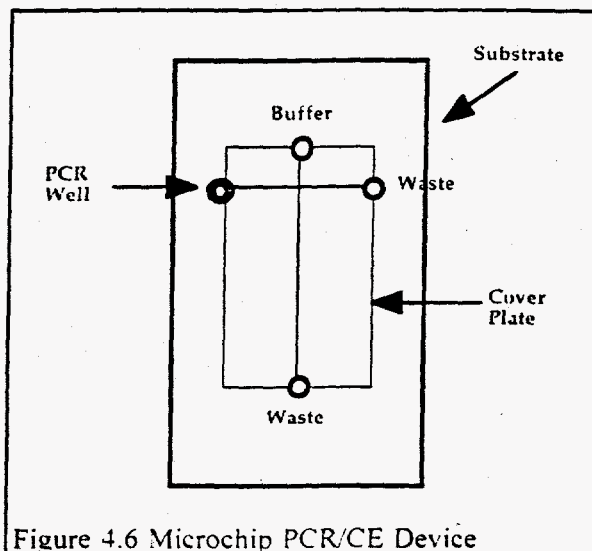 Substrate
Buffer
PCR
Well
Waste
Cover
Plate
Waste
Figure 4.6 Microchip PCR/CE Device